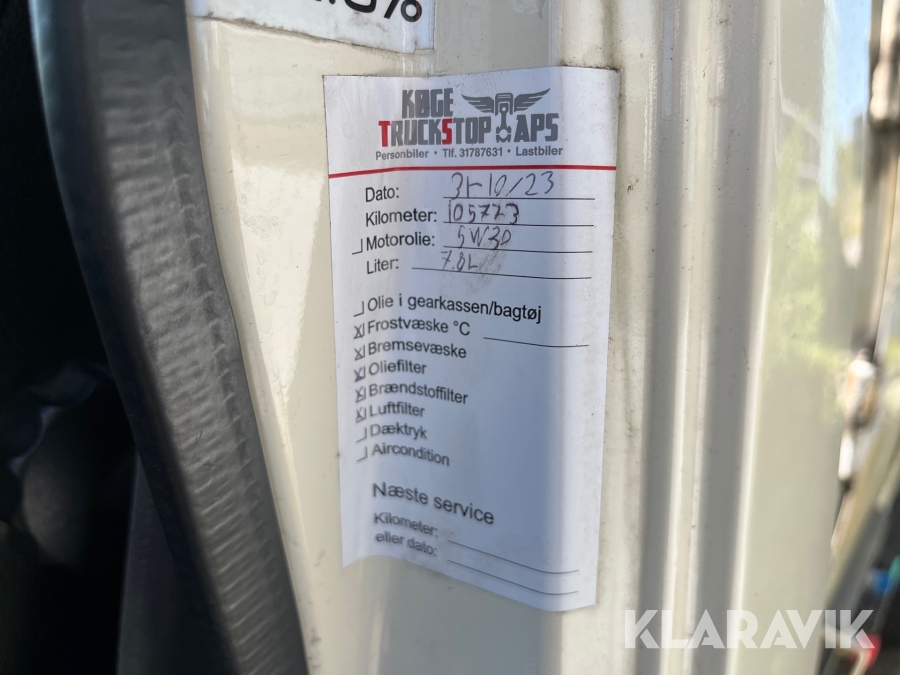 KØGE
TRUCKSTOP APS
Personbiler • Tlf. 31787631 • Lastbiler
Dato: 31-10/23
Kilometer: 105773
Motorolie: 5W30
Liter: 7.8L
Olie i gearkassen/bagtøj
Frostvæske °C
Bremsevæske
Oliefilter
Brændstoffilter
Luftfilter
Dæktryk
Aircondition
Næste service
Kilometer:
eller dato:
KLARAVIK